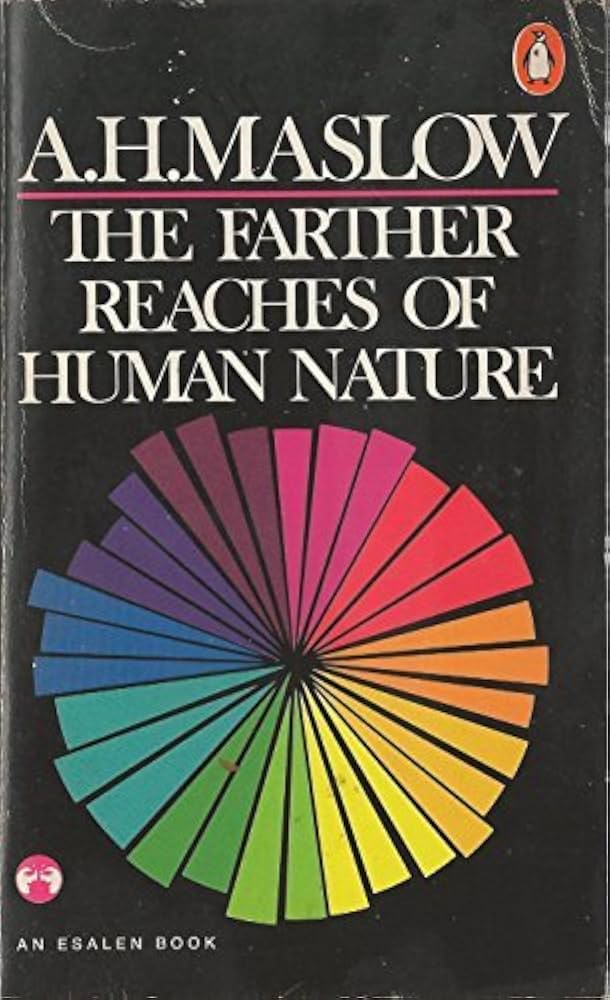 A.H.MASLOW
THE FARTHER
REACHES OF
HUMAN NATURE
AN ESALEN BOOK